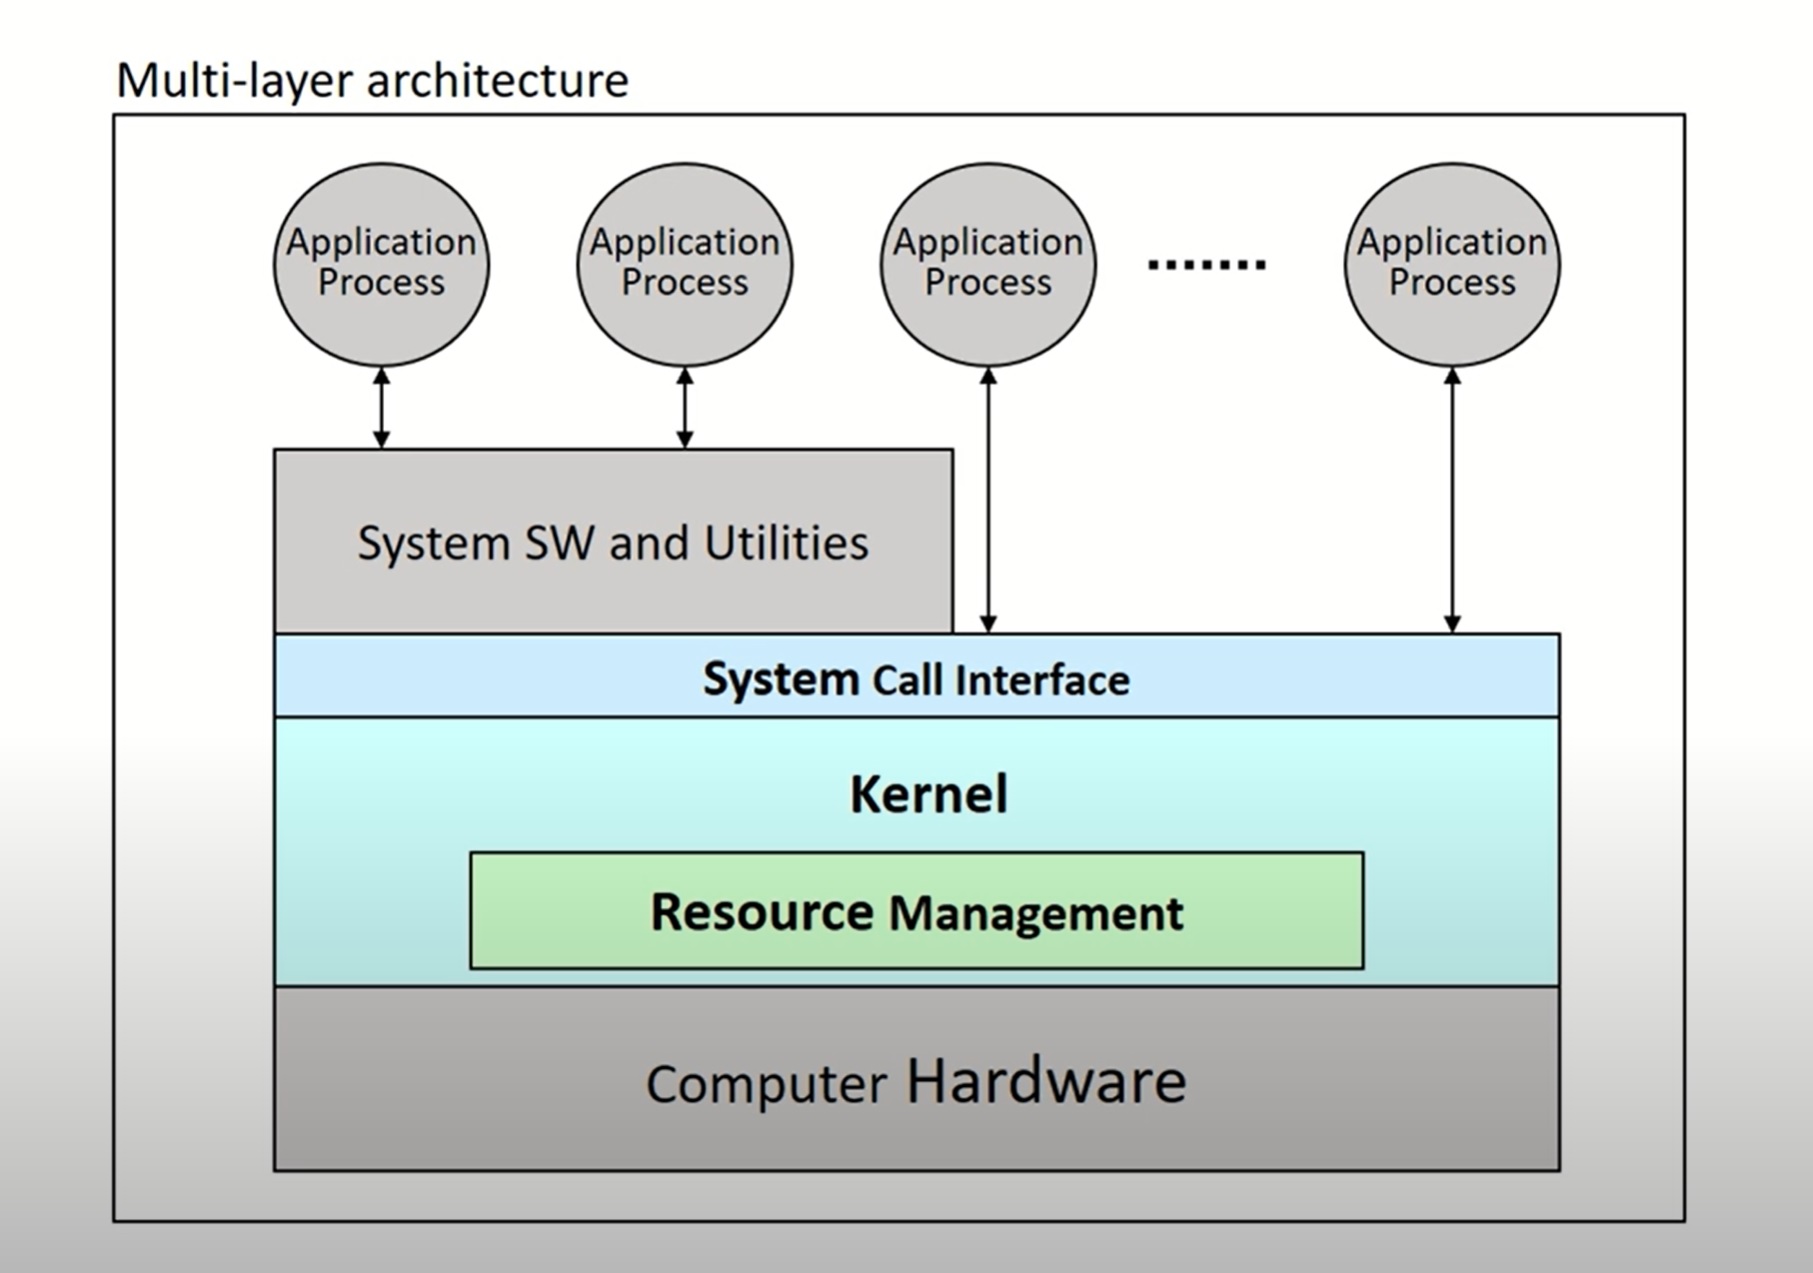 Multi-layer architecture
Application
Process
Application
Process
Application
Process
.......
Application
Process
System SW and Utilities
System Call Interface
Kernel
Resource Management
Computer Hardware